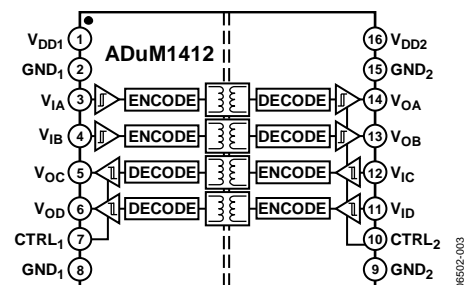 ADuM1412
VDD1 1
16 VDD2
GND1 2
15 GND2
VIA 3 ENCODE DECODE 14 VOA
VIB 4 ENCODE DECODE 13 VOB
VOC 5 DECODE ENCODE 12 VIC
VOD 6 DECODE ENCODE 11 VID
CTRL1 7
10 CTRL2
GND1 8
9 GND2
06502-003